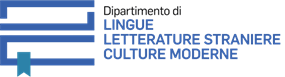 Dipartimento di
LINGUE
LETTERATURE STRANIERE
CULTURE MODERNE